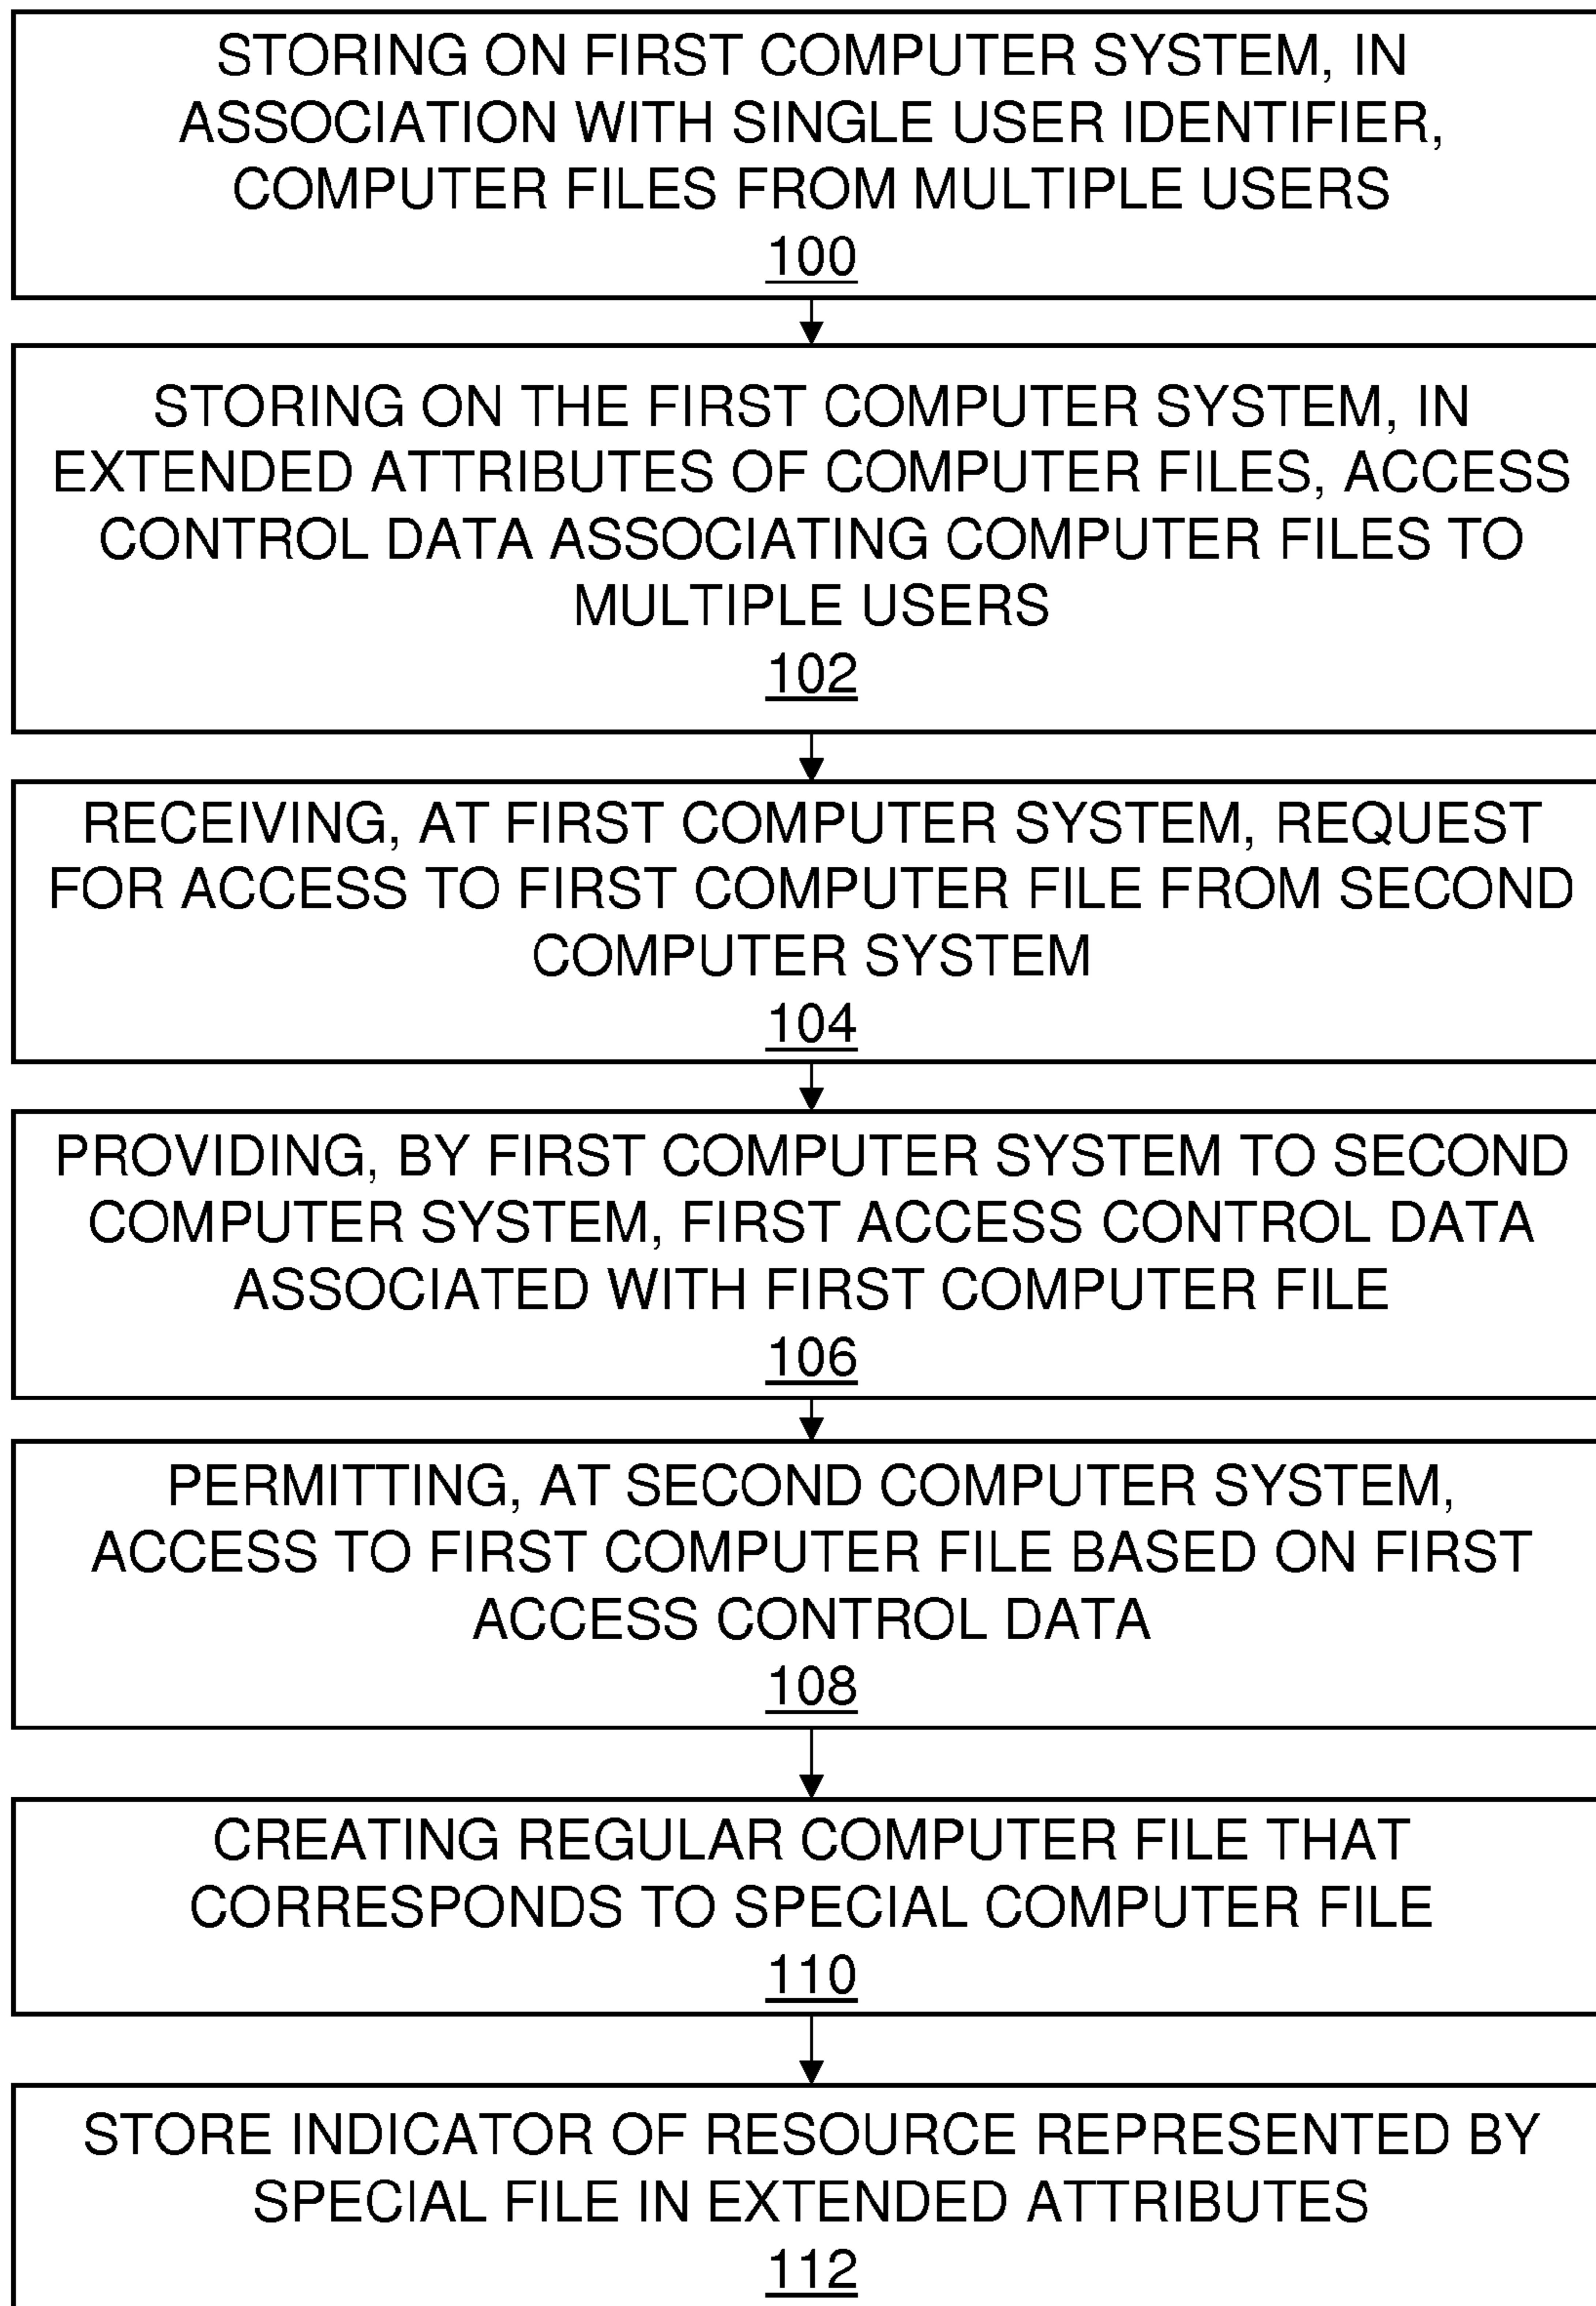 STORING ON FIRST COMPUTER SYSTEM, IN
ASSOCIATION WITH SINGLE USER IDENTIFIER,
COMPUTER FILES FROM MULTIPLE USERS
100
STORING ON THE FIRST COMPUTER SYSTEM, IN
EXTENDED ATTRIBUTES OF COMPUTER FILES, ACCESS
CONTROL DATA ASSOCIATING COMPUTER FILES TO
MULTIPLE USERS
102
RECEIVING, AT FIRST COMPUTER SYSTEM, REQUEST
FOR ACCESS TO FIRST COMPUTER FILE FROM SECOND
COMPUTER SYSTEM
104
PROVIDING, BY FIRST COMPUTER SYSTEM TO SECOND
COMPUTER SYSTEM, FIRST ACCESS CONTROL DATA
ASSOCIATED WITH FIRST COMPUTER FILE
106
PERMITTING, AT SECOND COMPUTER SYSTEM,
ACCESS TO FIRST COMPUTER FILE BASED ON FIRST
ACCESS CONTROL DATA
108
CREATING REGULAR COMPUTER FILE THAT
CORRESPONDS TO SPECIAL COMPUTER FILE
110
STORE INDICATOR OF RESOURCE REPRESENTED BY
SPECIAL FILE IN EXTENDED ATTRIBUTES
112